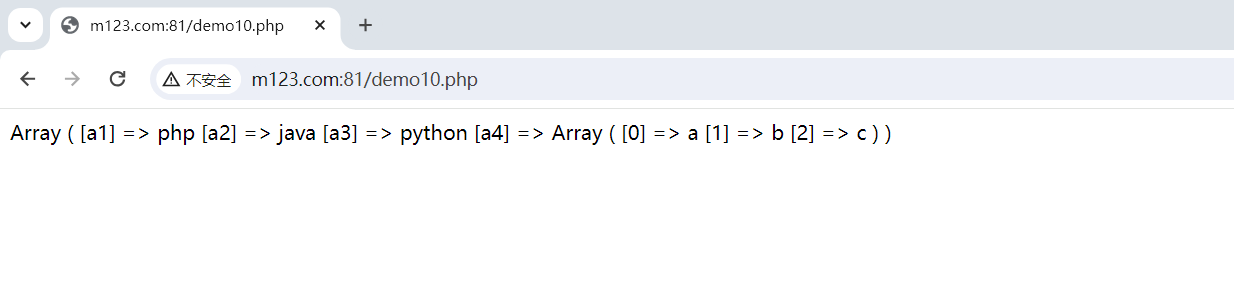 m123.com:81/demo10.php
不安全 m123.com:81/demo10.php
Array ( [a1] => php [a2] => java [a3] => python [a4] => Array ( [0] => a [1] => b [2] => c ) )